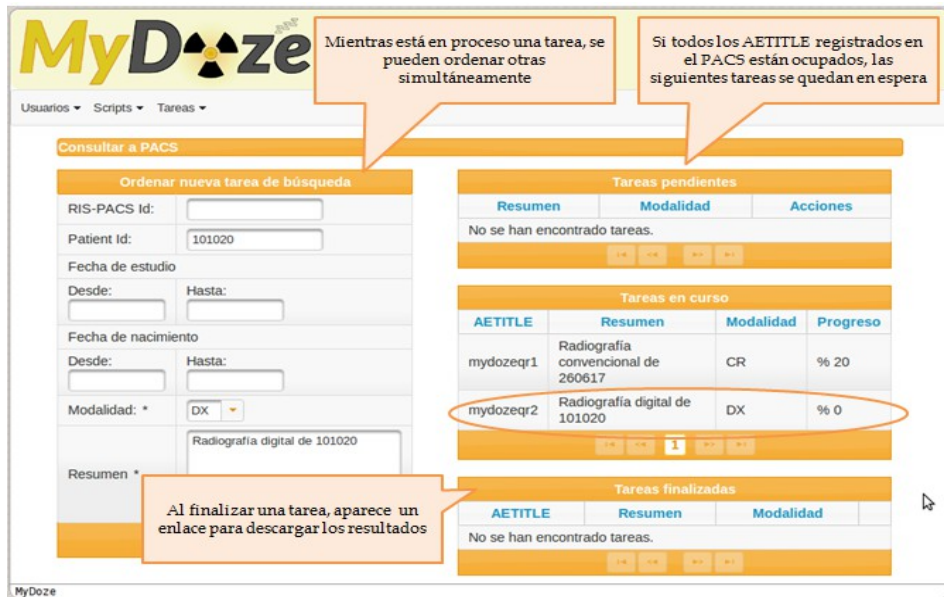 MyDoze
Mientras está en proceso una tarea, se
pueden ordenar otras
simultáneamente
Si todos los AETITLE registrados en
el PACS están ocupados, las
siguientes tareas se quedan en espera
Usuarios Scripts Tareas
Consultar a PACS
Ordenar nueva tarea de búsqueda
RIS-PACS Id:
Patient Id: 101020
Fecha de estudio
Desde: Hasta:
Fecha de nacimiento
Desde: Hasta:
Modalidad: * DX
Radiografía digital de 101020
Resumen *
Al finalizar una tarea, aparece un
enlace para descargar los resultados
Tareas pendientes
Resumen Modalidad Acciones
No se han encontrado tareas.
Tareas en curso
AETITLE Resumen Modalidad Progreso
Radiografía
mydozeqr1 convencional de CR % 20
260617
mydozeqr2 Radiografía digital de DX % 0
101020
1
Tareas finalizadas
AETITLE Resumen Modalidad
No se han encontrado tareas.
MyDoze